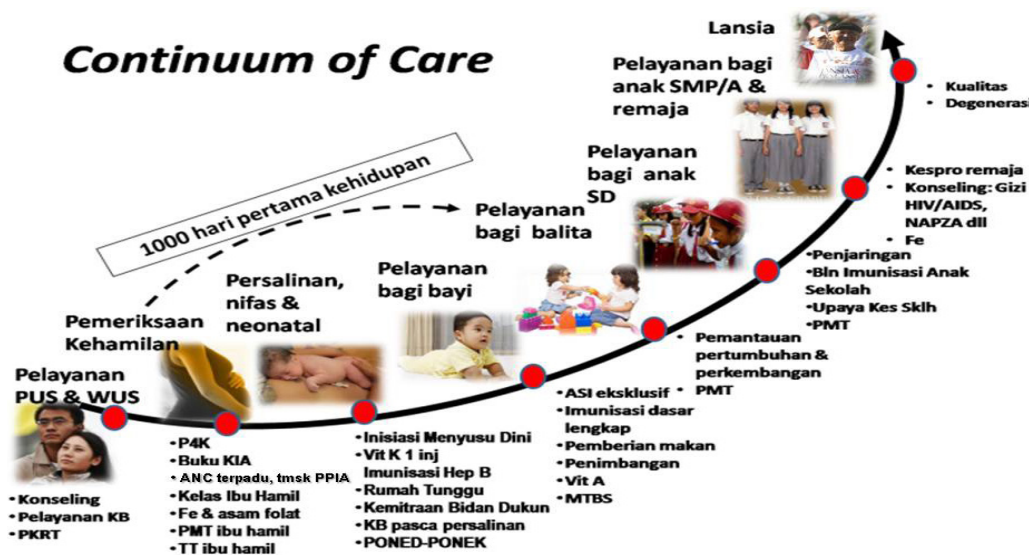 Continuum of Care
1000 hari pertama kehidupan
Pelayanan
PUS & WUS
• Konseling
• Pelayanan KB
• PKRT
Pemeriksaan
Kehamilan
• P4K
• Buku KIA
• ANC terpadu, tmsk PPIA
• Kelas Ibu Hamil
• Fe & asam folat
• PMT ibu hamil
• TT ibu hamil
Persalinan,
nifas &
neonatal
• Inisiasi Menyusu Dini
• Vit K 1 inj
Imunisasi Hep B
• Rumah Tunggu
• Kemitraan Bidan Dukun
• KB pasca persalinan
• PONED-PONEK
Pelayanan
bagi bayi
• ASI eksklusif
• Imunisasi dasar
lengkap
• Pemberian makan
• Penimbangan
• Vit A
• MTBS
Pelayanan
bagi balita
• Pemantauan
pertumbuhan &
perkembangan
• PMT
Pelayanan
bagi anak
SD
• Penjaringan
• Bln Imunisasi Anak
Sekolah
• Upaya Kes Sklh
• PMT
Pelayanan bagi
anak SMP/A &
remaja
• Kespro remaja
• Konseling: Gizi
HIV/AIDS,
NAPZA dll
• Fe
Lansia
• Kualitas
• Degenerasi